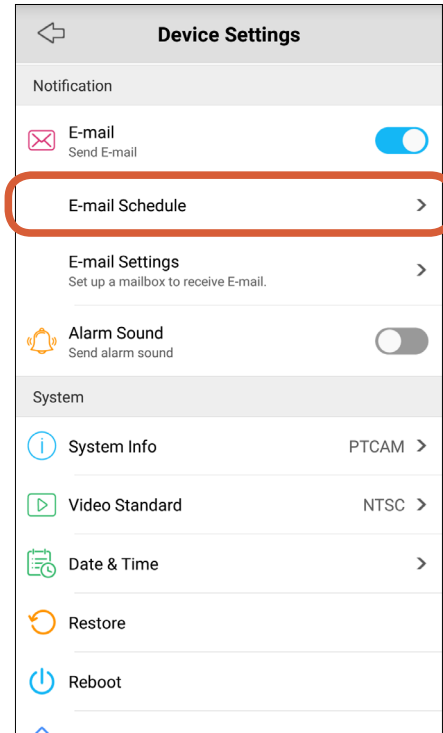 Device Settings
Notification
E-mail
Send E-mail
E-mail Schedule
E-mail Settings
Set up a mailbox to receive E-mail.
Alarm Sound
Send alarm sound
System
System Info PTCAM
Video Standard NTSC
Date & Time
Restore
Reboot